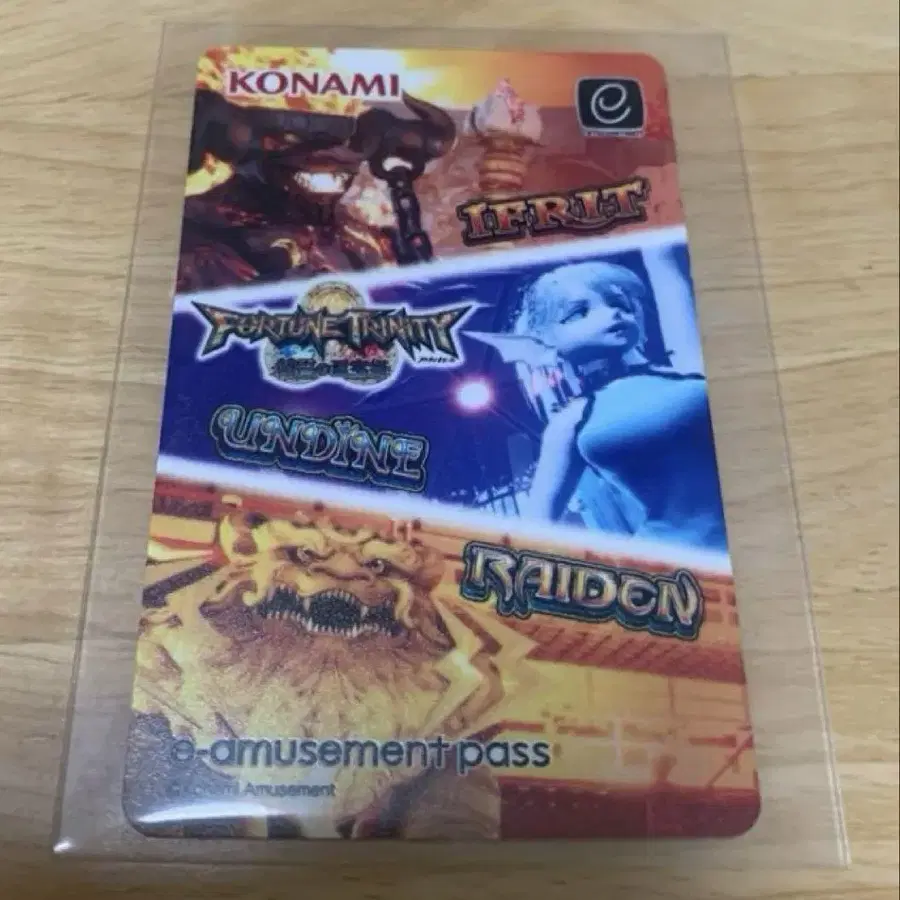 KONAMI
IFRIT
FORTUNE TRINITY
UNDINE
RAIDEN
e-amusement pass
© Konami Amusement